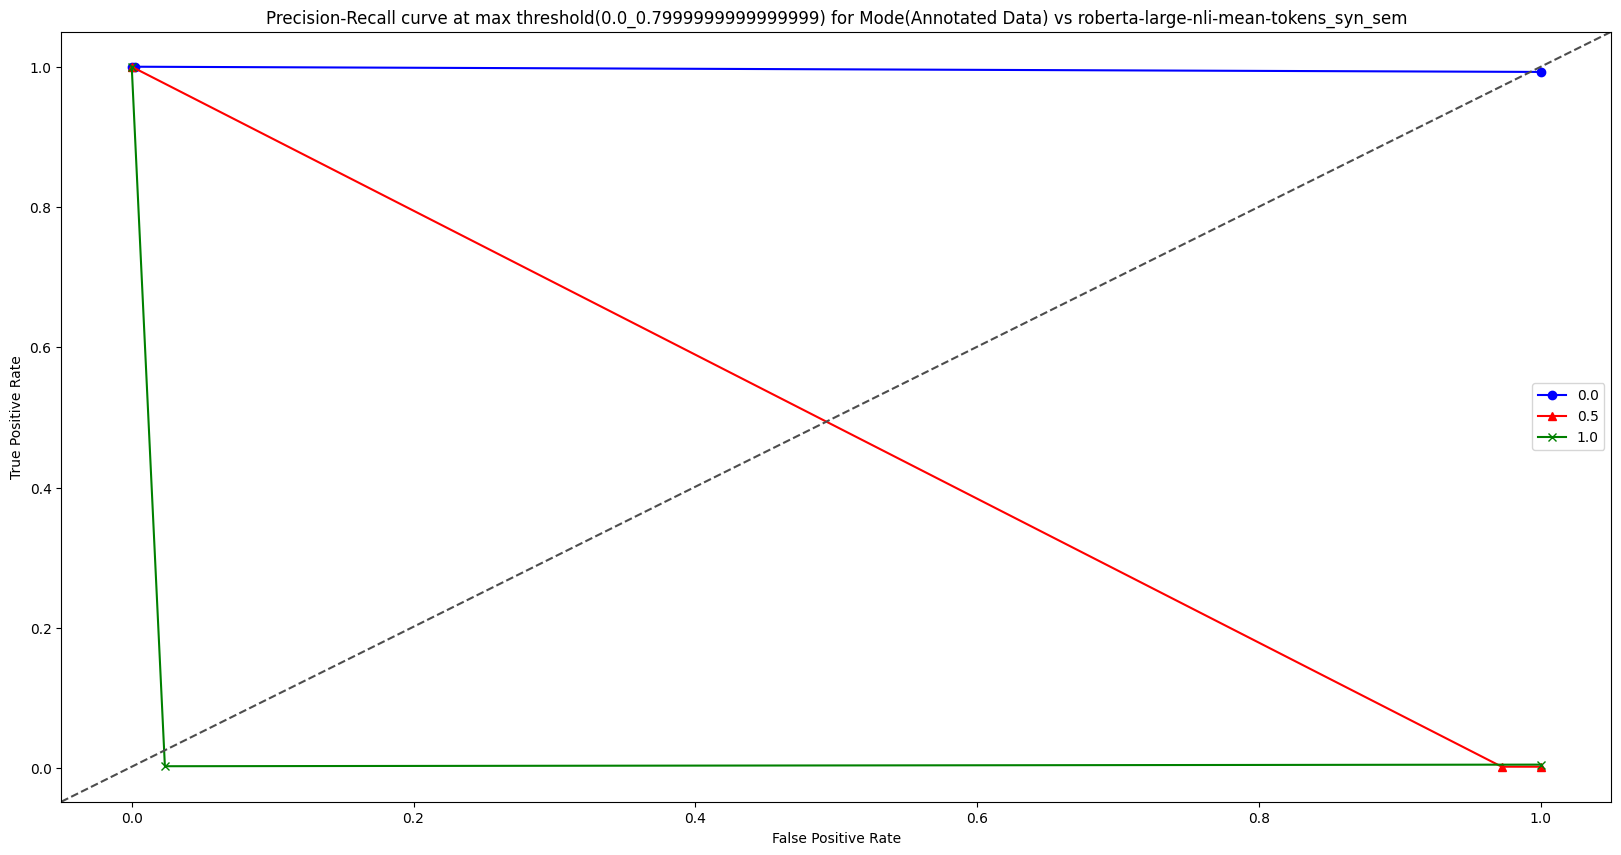 Precision-Recall curve at max threshold(0.0_0.7999999999999999) for Mode(Annotated Data) vs roberta-large-nli-mean-tokens_syn_sem
1.0
0.8
0.6
0.4
0.2
0.0
True Positive Rate
0.0
0.5
1.0
0.0 0.2 0.4 0.6 0.8 1.0
False Positive Rate